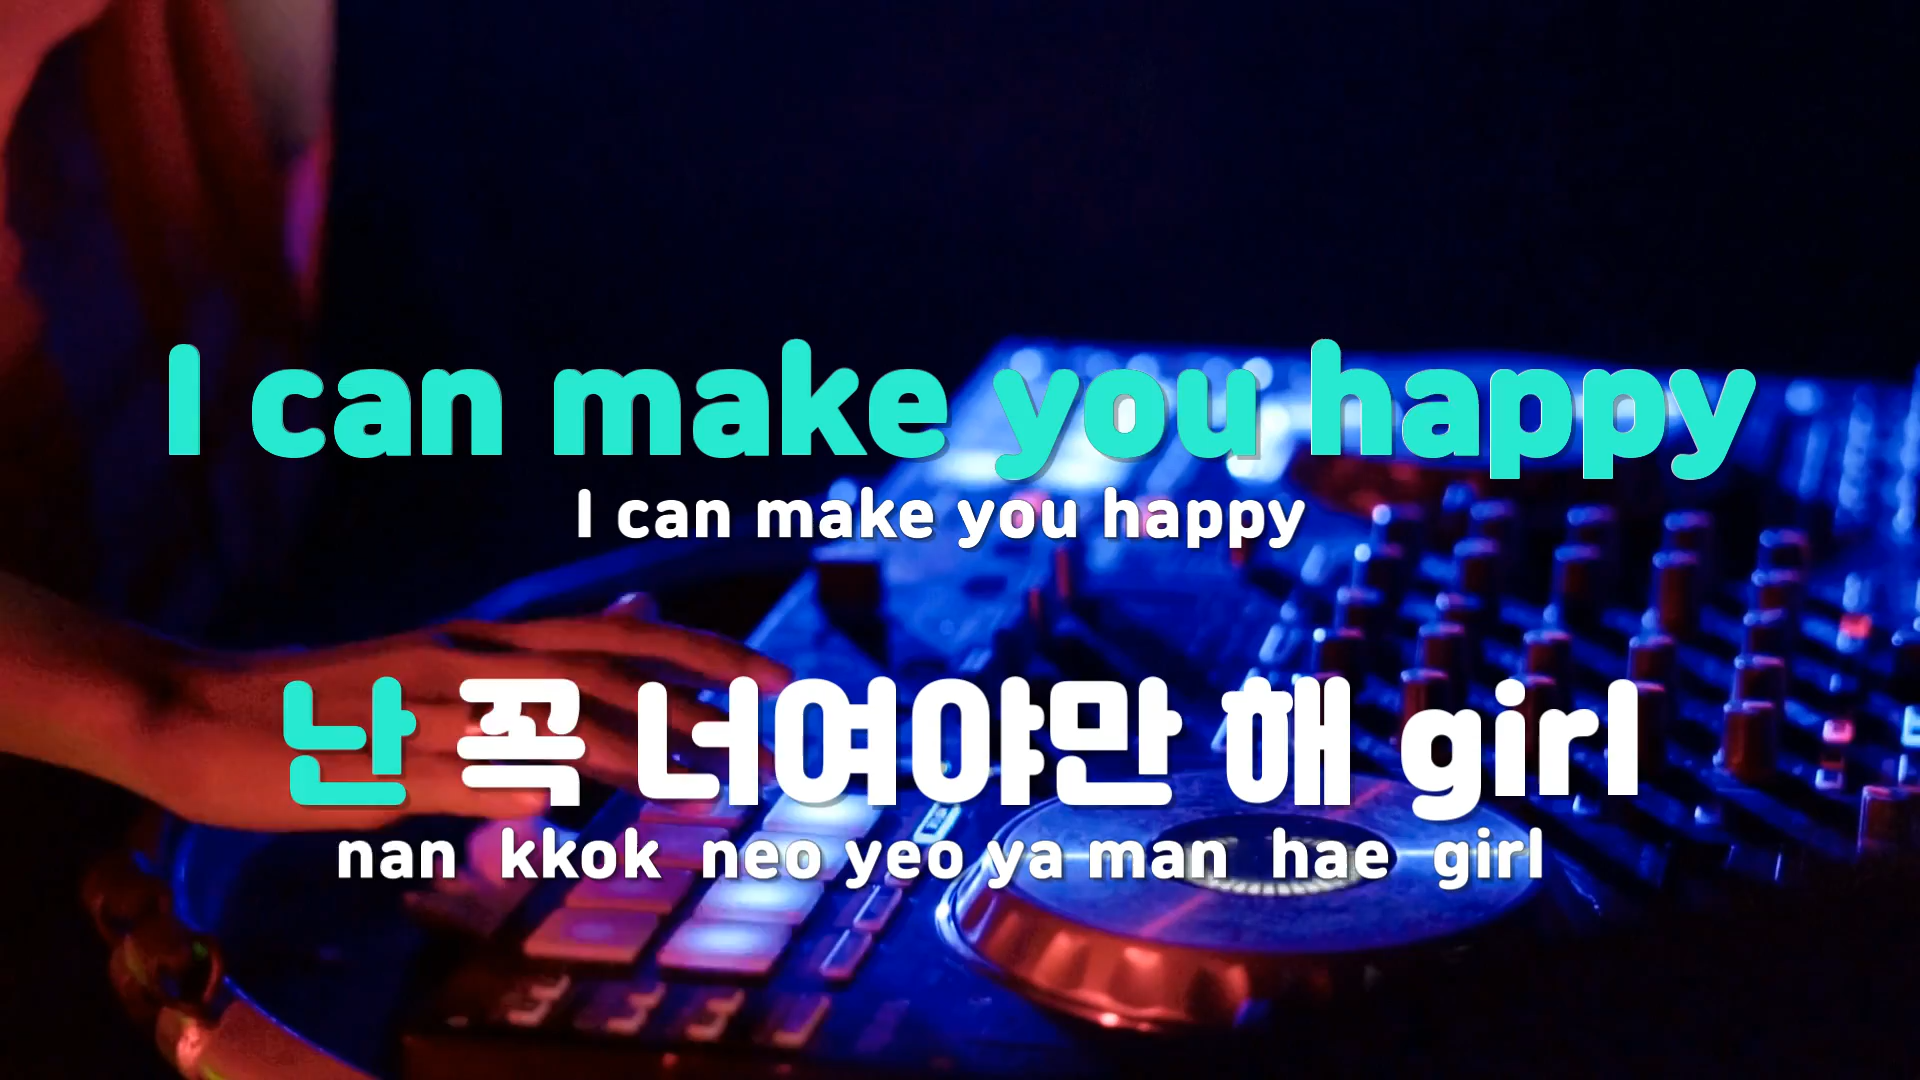 I can make you happy
I can make you happy
난 꼭 너여야만 해 girl
nan kkok neo yeo ya man hae girl